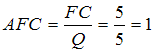 AFC = FC/Q = 5/5 = 1